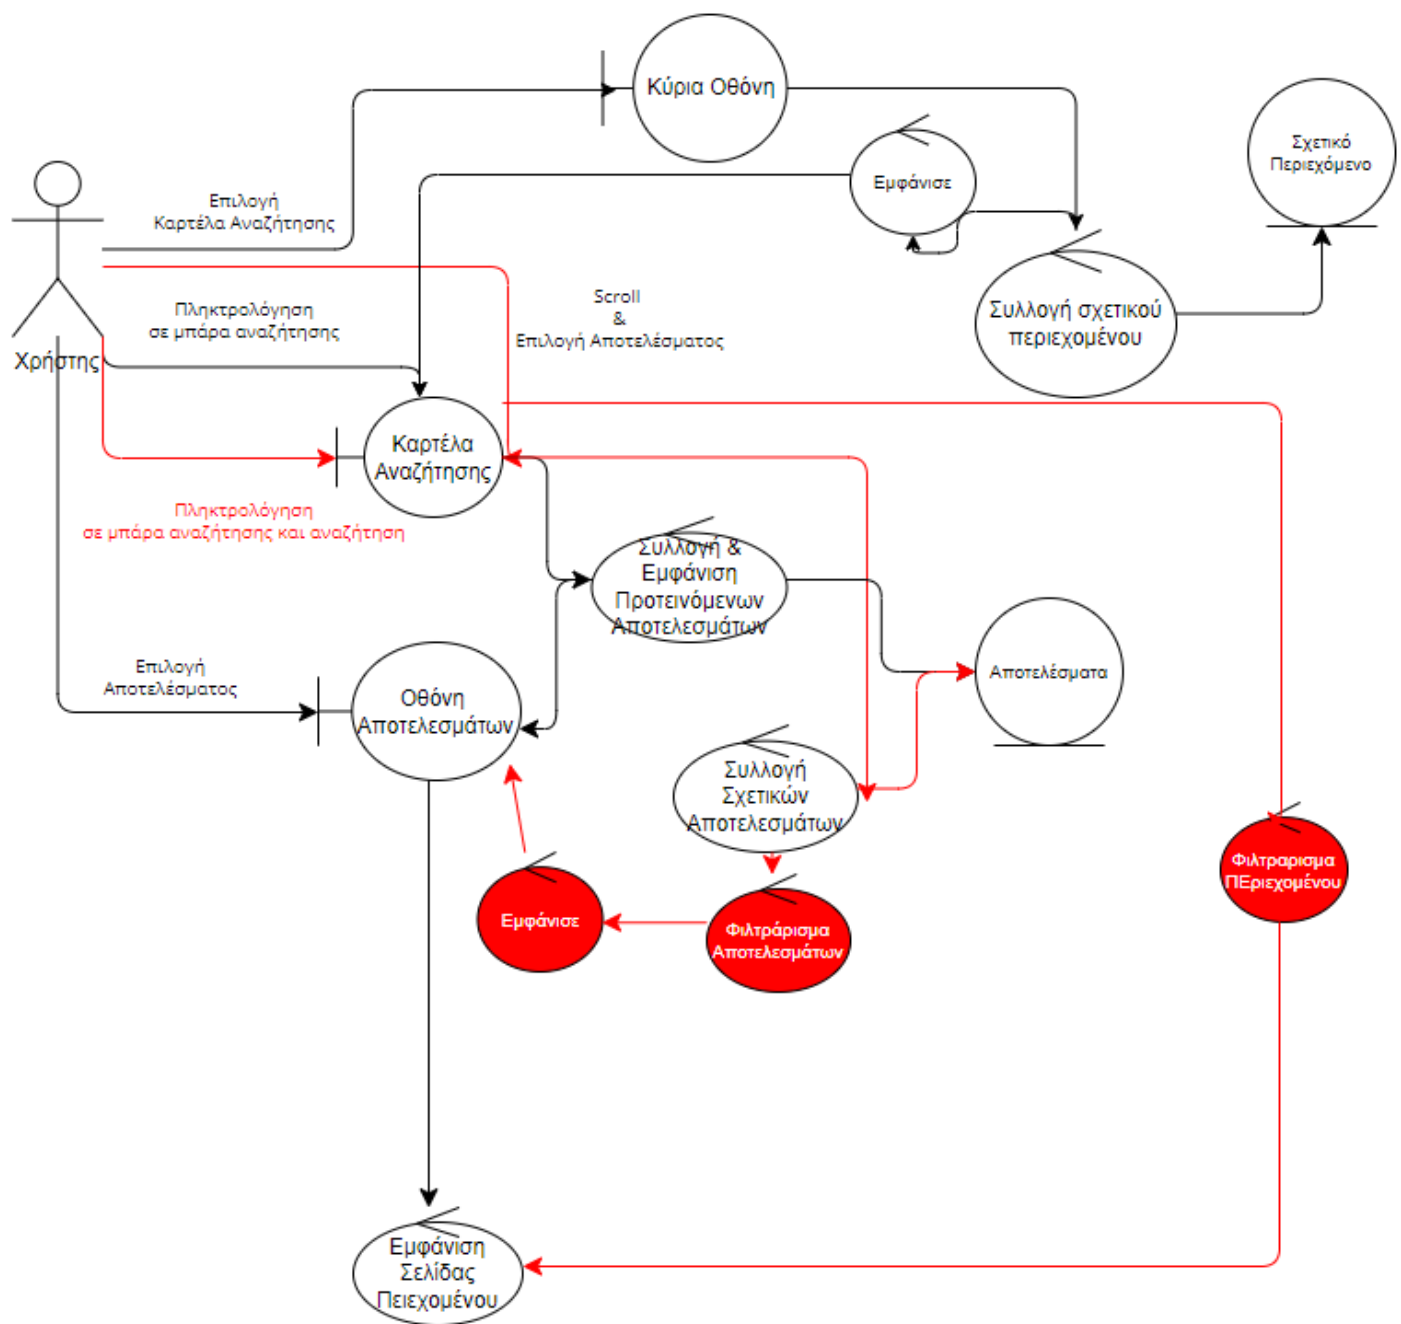 Κύρια Οθόνη
Σχετικό
Περιεχόμενο
Εμφάνισε
Επιλογή
Καρτέλα Αναζήτησης
Συλλογή σχετικού
περιεχομένου
Πληκτρολόγηση
σε μπάρα αναζήτησης
Scroll
&
Επιλογή Αποτελέσματος
Χρήστης
Καρτέλα
Αναζήτησης
Πληκτρολόγηση
σε μπάρα αναζήτησης και αναζήτηση
Συλλογή &
Εμφάνιση
Προτεινόμενων
Αποτελεσμάτων
Αποτελέσματα
Επιλογή
Αποτελέσματος
Οθόνη
Αποτελεσμάτων
Συλλογή
Σχετικών
Αποτελεσμάτων
Φιλτραρισμα
ΠΕριεχομένου
Εμφάνισε
Φιλτράρισμα
Αποτελεσμάτων
Εμφάνιση
Σελίδας
Πειεχομένου